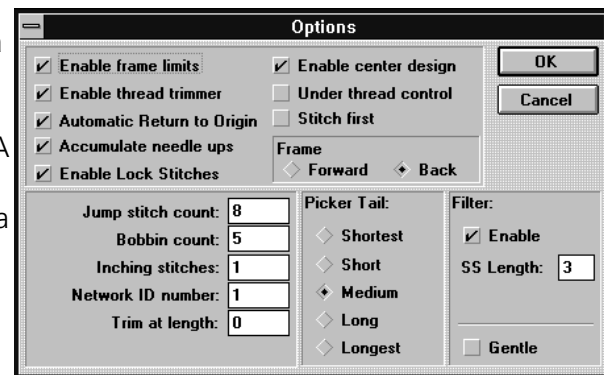 Options
Enable frame limits
Enable thread trimmer
Automatic Return to Origin
Accumulate needle ups
Enable Lock Stitches
Enable center design
Under thread control
Stitch first
Frame
Forward Back
OK
Cancel
Jump stitch count: 8
Bobbin count: 5
Inching stitches: 1
Network ID number: 1
Trim at length: 0
Picker Tail:
Shortest
Short
Medium
Long
Longest
Filter:
Enable
SS Length: 3
Gentle
A
a